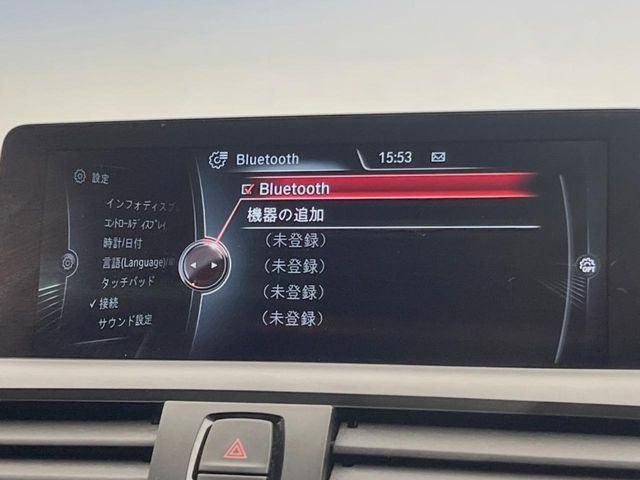 Bluetooth 15:53
設定
インフォディスプ
コントロールディスプレイ
時計/日付
言語(Language)/
タッチパッド
✓接続
サウンド設定
Bluetooth
機器の追加
(未登録)
(未登録)
(未登録)
(未登録)
OPT